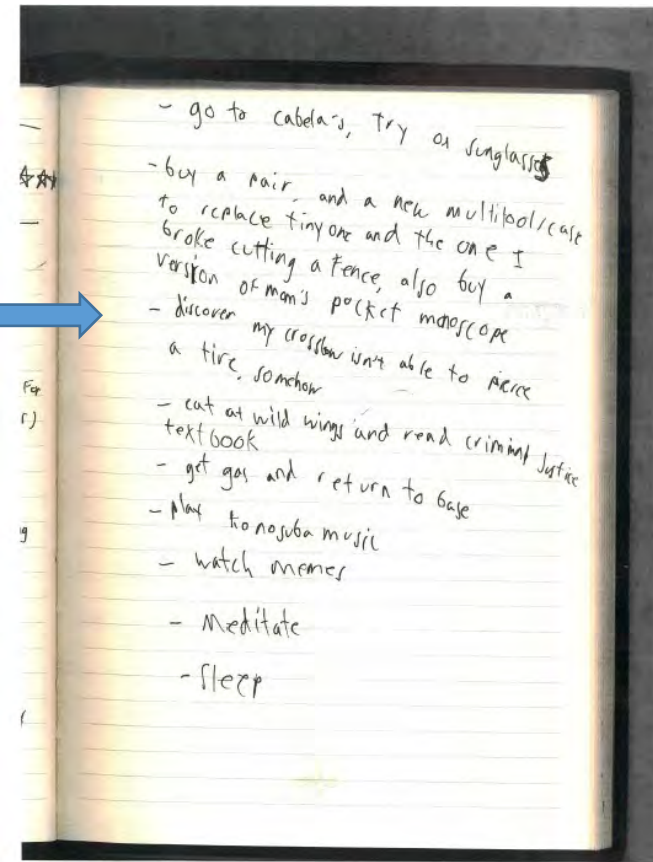 - go to cabela's, try on sunglasses
- buy a pair, and a new multitool/case
to replace tiny one and the one I
broke cutting a fence, also buy a
version of mom's pocket monoscope
- discover my crossbow isn't able to pierce
a tire, somehow
- eat at wild wings and read criminal justice
textbook
- get gas and return to base
- play konosuba music
- watch memes
- Meditate
- Sleep